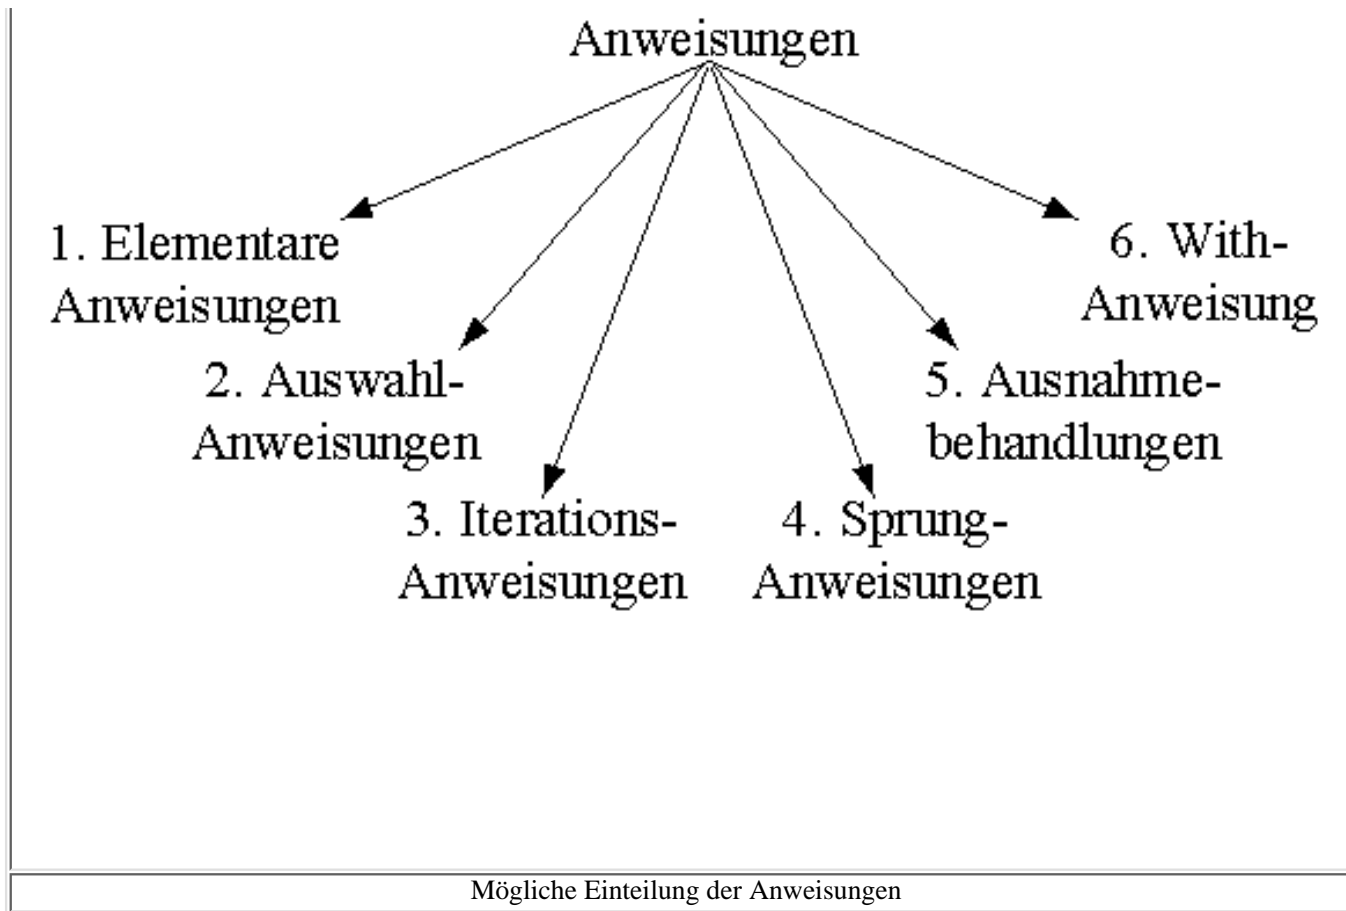 Anweisungen
1. Elementare
Anweisungen
2. Auswahl-
Anweisungen
3. Iterations-
Anweisungen
4. Sprung-
Anweisungen
5. Ausnahme-
behandlungen
6. With-
Anweisung
Mögliche Einteilung der Anweisungen